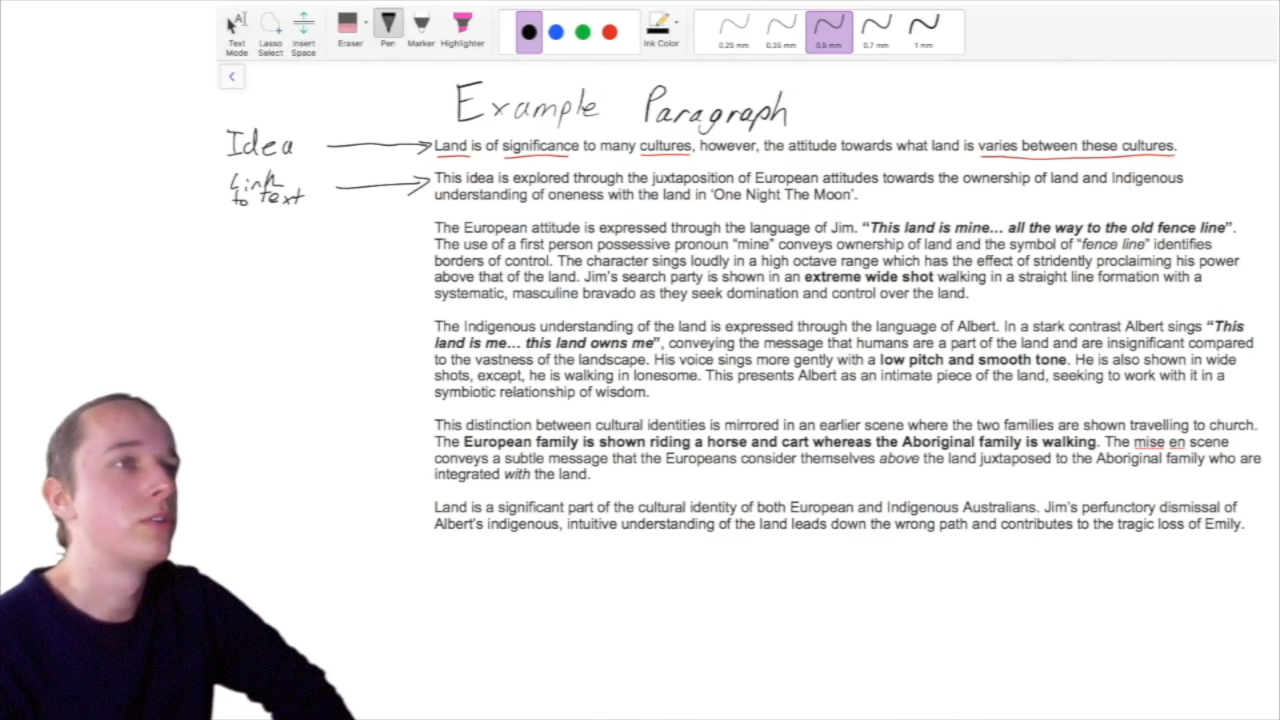 Text Mode
Lasso Select
Insert Space
Eraser
Pen
Marker
Highlighter
Ink Color
0.25 mm
0.35 mm
0.5 mm
0.7 mm
1 mm
Example Paragraph
Idea
Land is of significance to many cultures, however, the attitude towards what land is varies between these cultures.
Link to text
This idea is explored through the juxtaposition of European attitudes towards the ownership of land and Indigenous
understanding of oneness with the land in ‘One Night The Moon’.
The European attitude is expressed through the language of Jim. “This land is mine… all the way to the old fence line”.
The use of a first person possessive pronoun “mine” conveys ownership of land and the symbol of “fence line” identifies
borders of control. The character sings loudly in a high octave range which has the effect of stridently proclaiming his power
above that of the land. Jim’s search party is shown in an extreme wide shot walking in a straight line formation with a
systematic, masculine bravado as they seek domination and control over the land.
The Indigenous understanding of the land is expressed through the language of Albert. In a stark contrast Albert sings “This
land is me… this land owns me”, conveying the message that humans are a part of the land and are insignificant compared
to the vastness of the landscape. His voice sings more gently with a low pitch and smooth tone. He is also shown in wide
shots, except, he is walking in lonesome. This presents Albert as an intimate piece of the land, seeking to work with it in a
symbiotic relationship of wisdom.
This distinction between cultural identities is mirrored in an earlier scene where the two families are shown travelling to church.
The European family is shown riding a horse and cart whereas the Aboriginal family is walking. The mise en scene
conveys a subtle message that the Europeans consider themselves above the land juxtaposed to the Aboriginal family who are
integrated with the land.
Land is a significant part of the cultural identity of both European and Indigenous Australians. Jim’s perfunctory dismissal of
Albert’s indigenous, intuitive understanding of the land leads down the wrong path and contributes to the tragic loss of Emily.